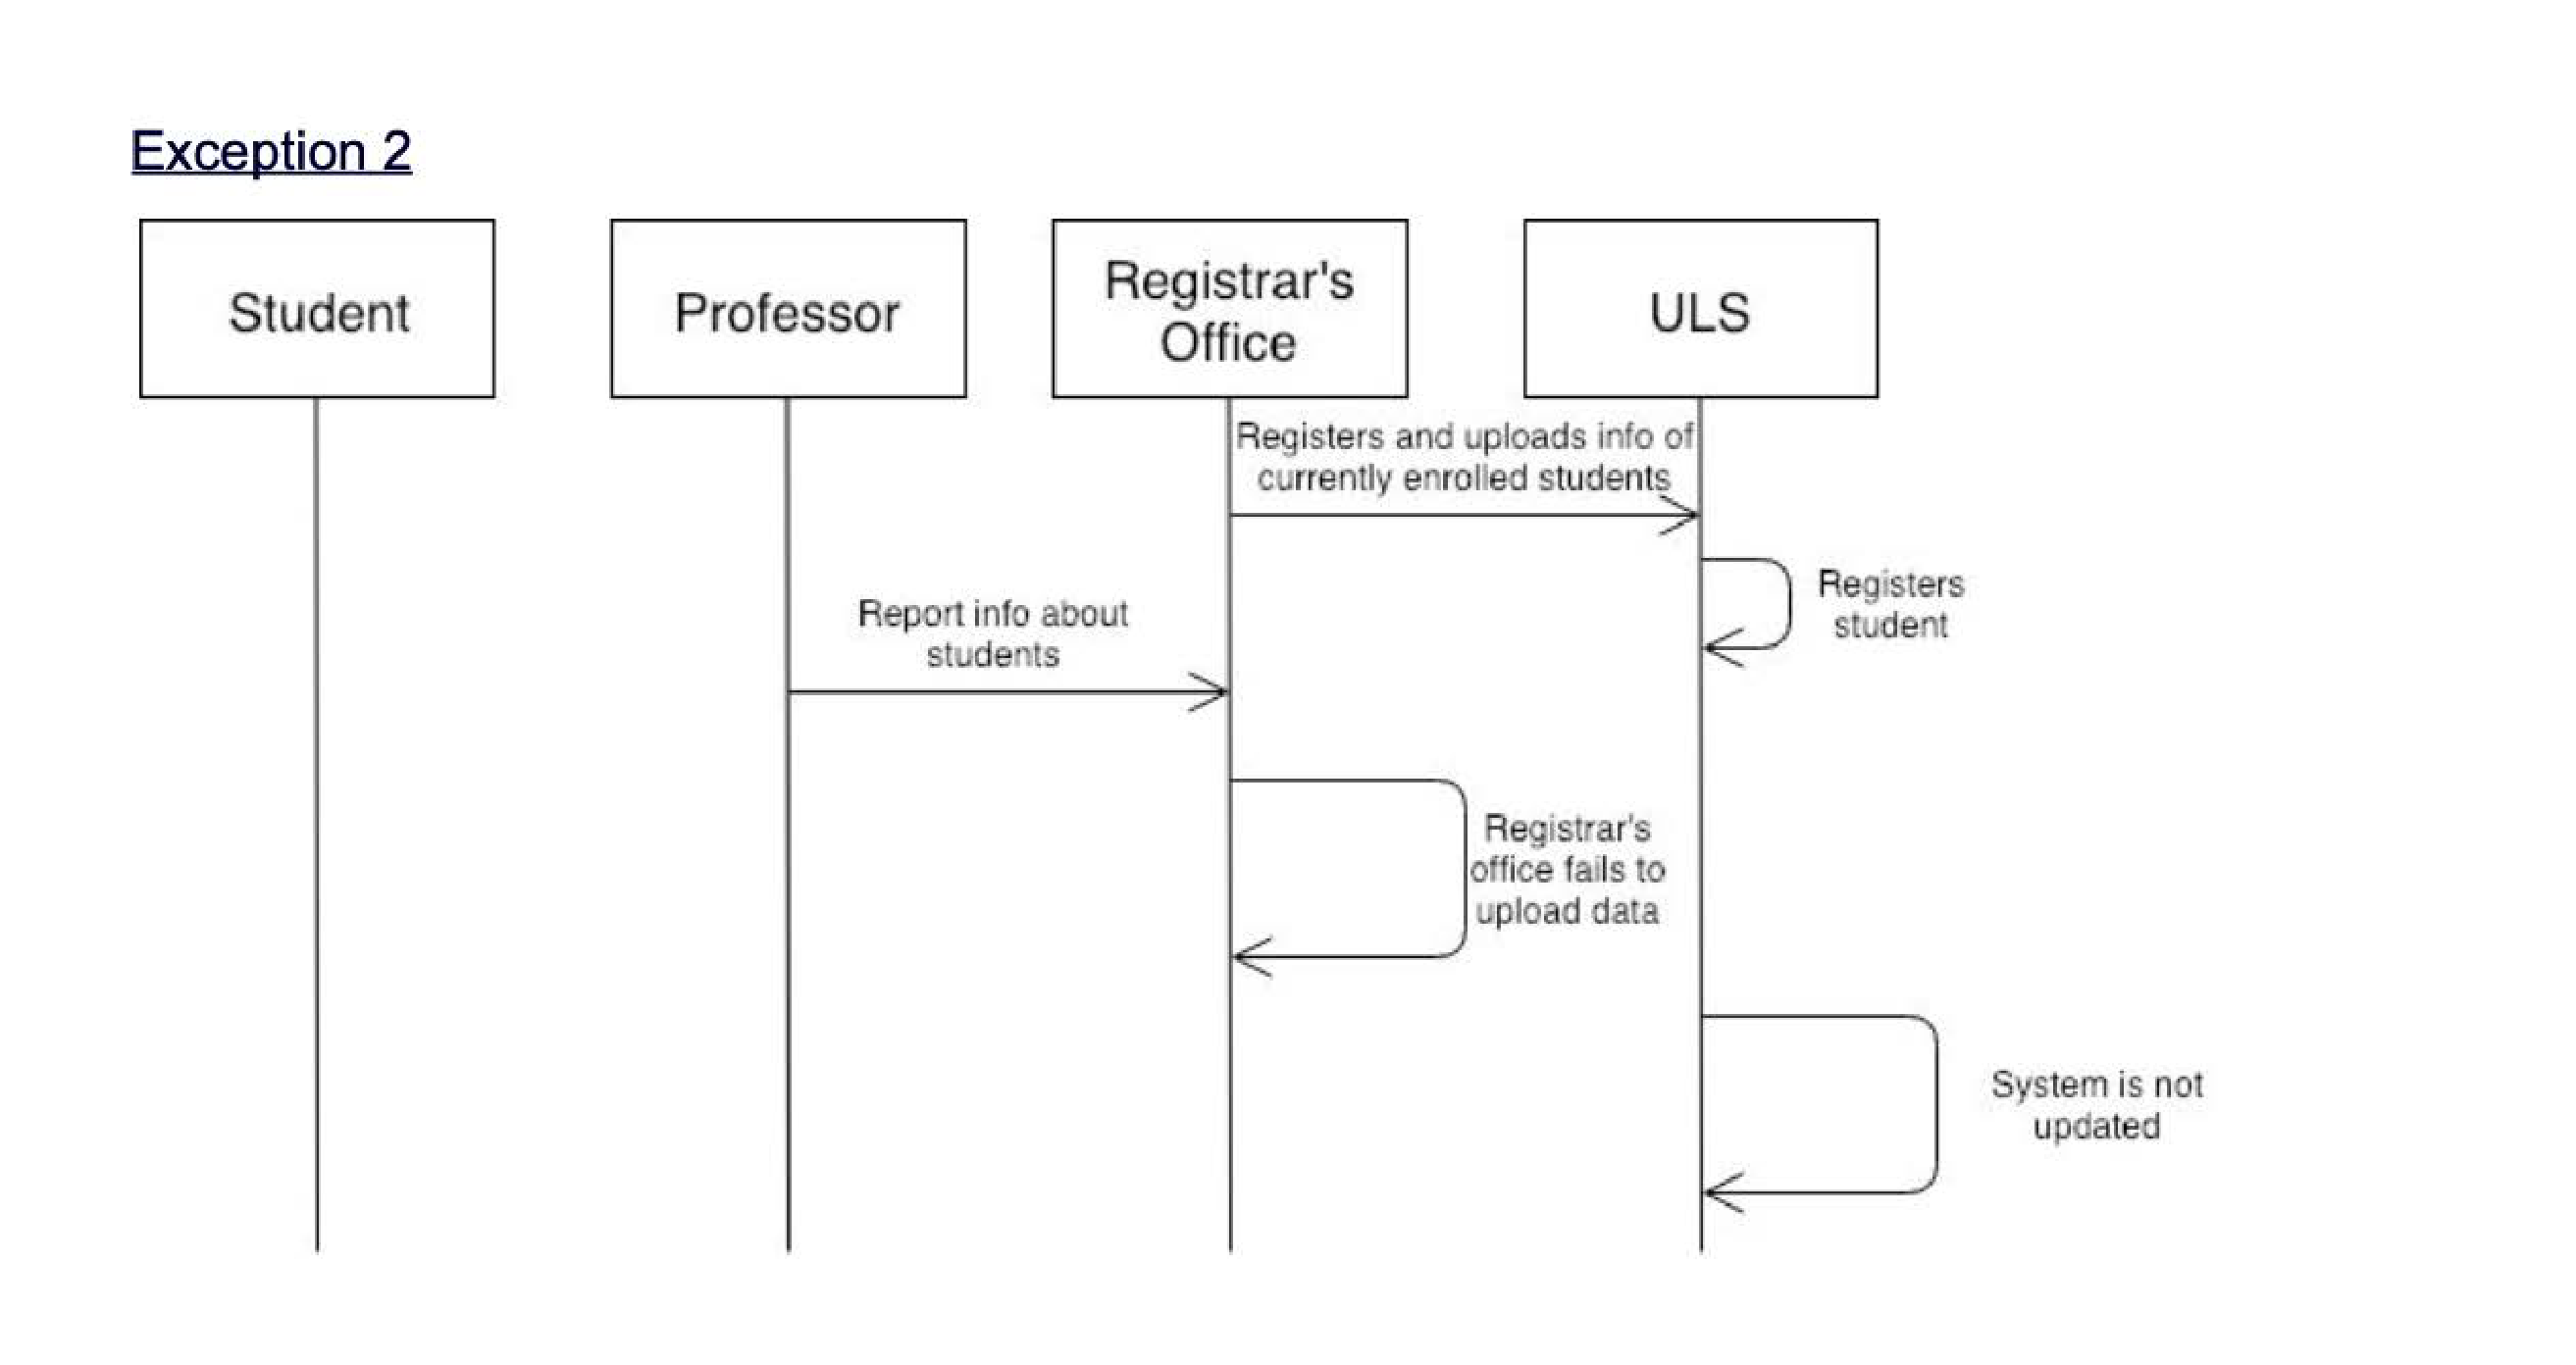 Exception 2
Student
Professor
Registrar's
Office
ULS
Registers and uploads info of
currently enrolled students
Registers
student
Report info about
students
Registrar's
office fails to
upload data
System is not
updated